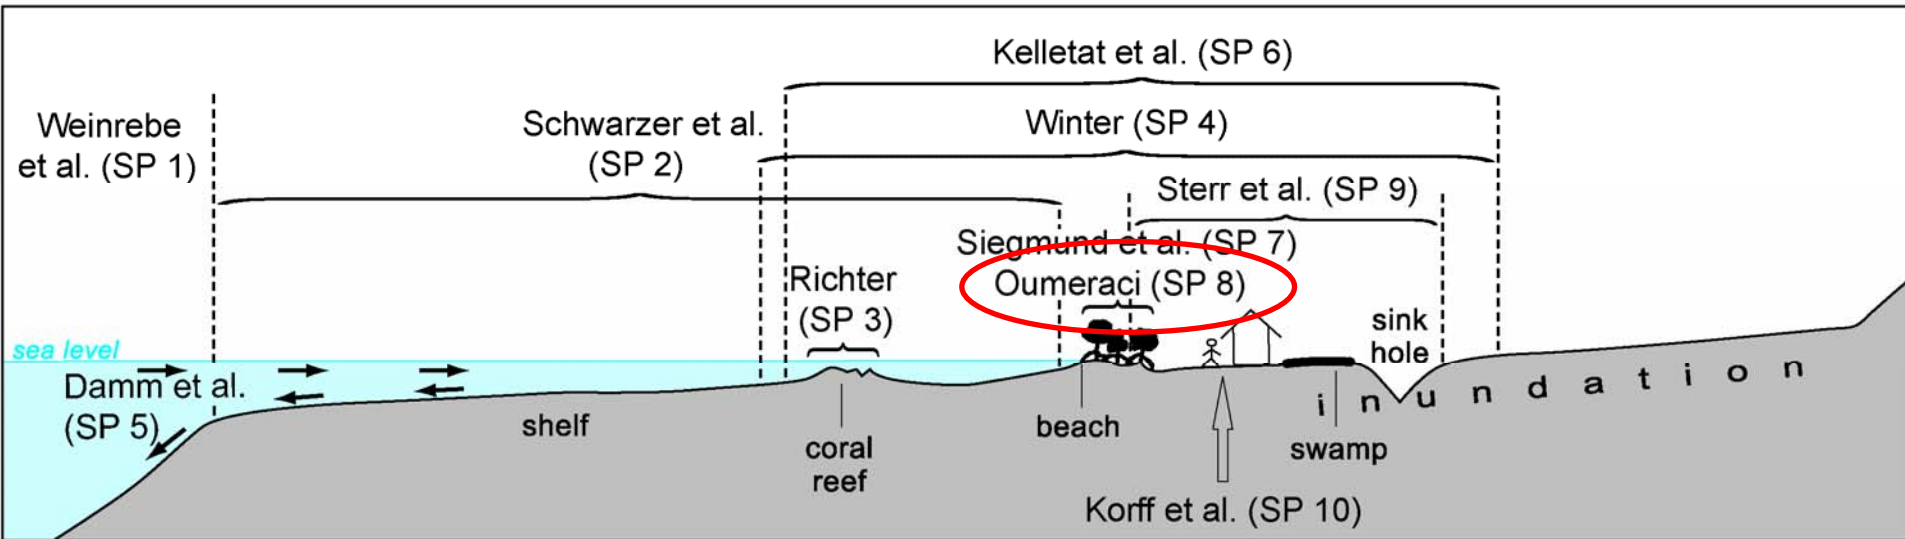 Kelletat et al. (SP 6)
Weinrebe
et al. (SP 1)
Schwarzer et al.
(SP 2)
Winter (SP 4)
Sterr et al. (SP 9)
Siegmund et al. (SP 7)
Oumeraci (SP 8)
Richter
(SP 3)
sink
hole
sea level
Damm et al.
(SP 5)
shelf
coral
reef
beach
swamp
inundation
Korff et al. (SP 10)